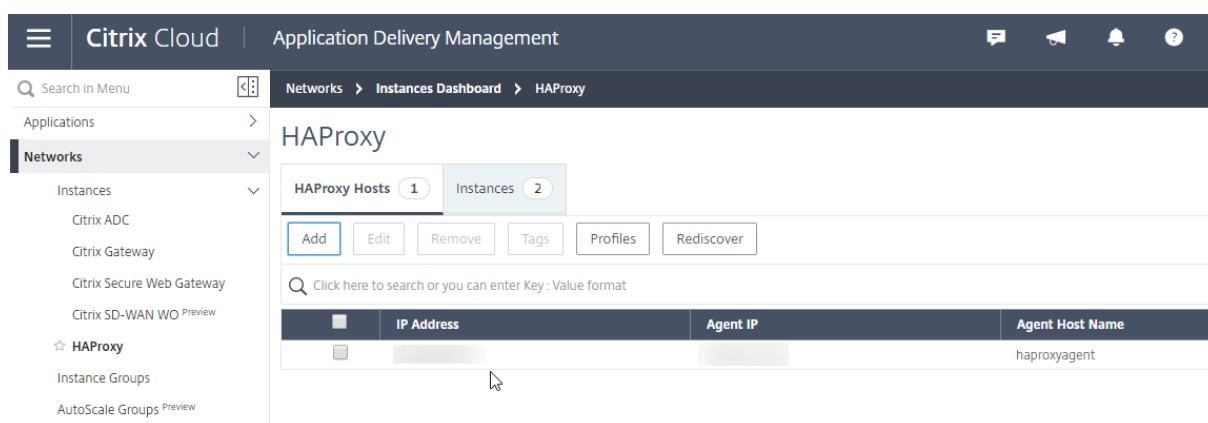 Citrix Cloud
Application Delivery Management
Search in Menu
Networks > Instances Dashboard > HAProxy
Applications
Networks
Instances
Citrix ADC
Citrix Gateway
Citrix Secure Web Gateway
Citrix SD-WAN WO Preview
HAProxy
Instance Groups
AutoScale Groups Preview
HAProxy
HAProxy Hosts 1 Instances 2
Add Edit Remove Tags Profiles Rediscover
Click here to search or you can enter Key : Value format
IP Address Agent IP Agent Host Name
haproxyagent